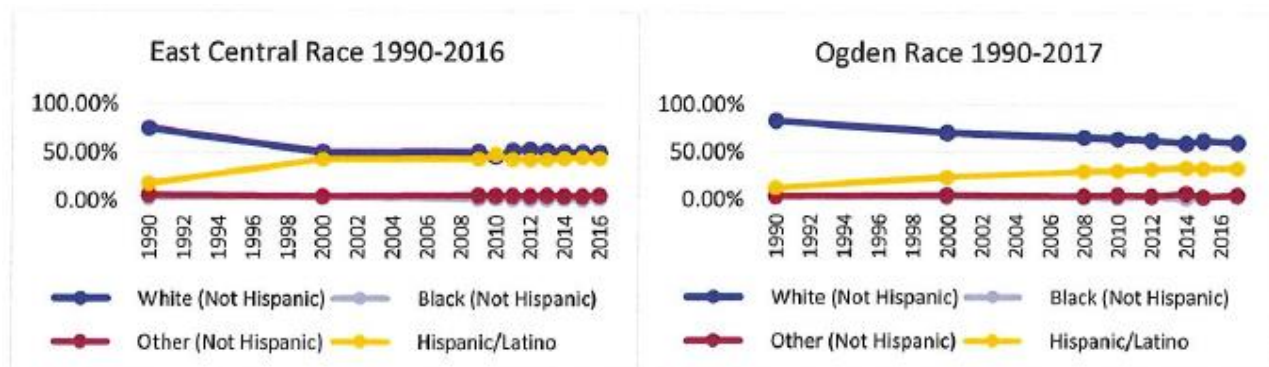 East Central Race 1990-2016
100.00%
50.00%
0.00%
1990 1992 1994 1996 1998 2000 2002 2004 2006 2008 2010 2012 2014 2016
White (Not Hispanic) Black (Not Hispanic)
Other (Not Hispanic) Hispanic/Latino
Ogden Race 1990-2017
100.00%
50.00%
0.00%
1990 1992 1994 1996 1998 2000 2002 2004 2006 2008 2010 2012 2014 2016
White (Not Hispanic) Black (Not Hispanic)
Other (Not Hispanic) Hispanic/Latino